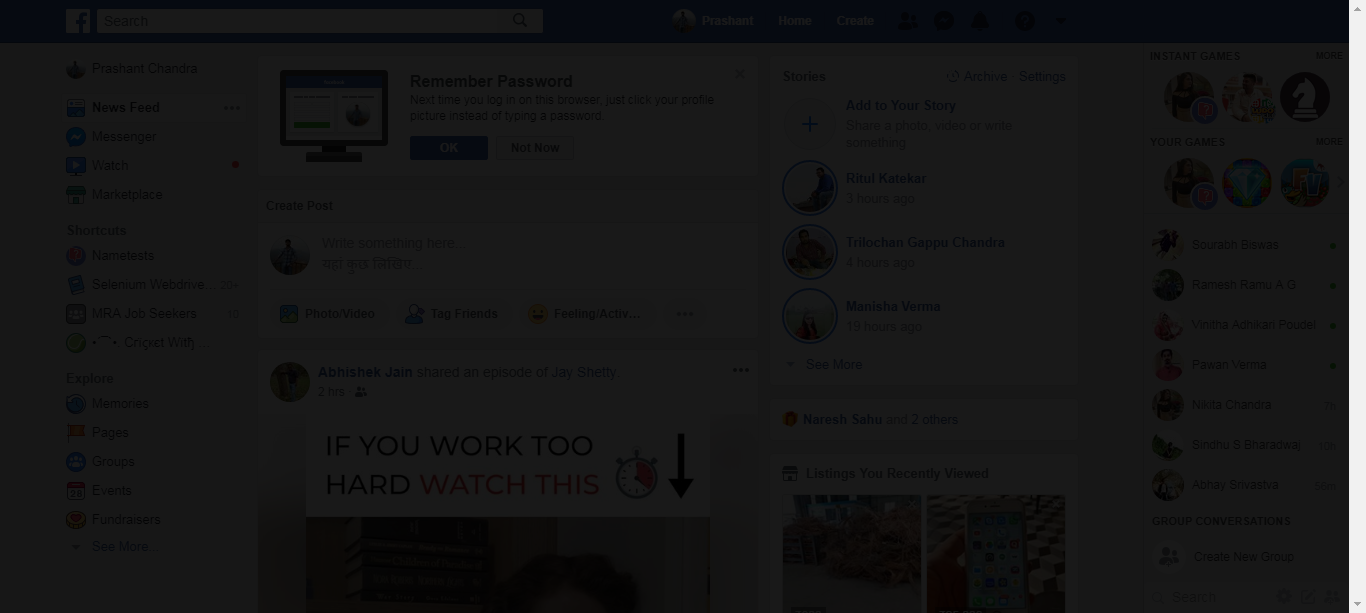 Search
Prashant
Home
Create
Prashant Chandra
News Feed
Messenger
Watch
Marketplace
Shortcuts
Nametests
Selenium Webdrive... 20+
MRA Job Seekers 10
Explore
Memories
Pages
Groups
Events
Fundraisers
See More...
Remember Password
Next time you log in on this browser, just click your profile
picture instead of typing a password.
OK
Not Now
Create Post
Write something here...
यहां कुछ लिखिए...
Photo/Video
Tag Friends
Feeling/Activ...
Abhishek Jain shared an episode of Jay Shetty.
2 hrs
IF YOU WORK TOO
HARD WATCH THIS
Stories
Archive
Settings
Add to Your Story
Share a photo, video or write
something
Ritul Katekar
3 hours ago
Trilochan Gappu Chandra
4 hours ago
Manisha Verma
19 hours ago
See More
Naresh Sahu and 2 others
Listings You Recently Viewed
INSTANT GAMES
MORE
YOUR GAMES
MORE
Sourabh Biswas
Ramesh Ramu A G
Vinitha Adhikari Poudel
Pawan Verma
Nikita Chandra
Sindhu S Bharadwaj
Abhay Srivastva
GROUP CONVERSATIONS
Create New Group
Search